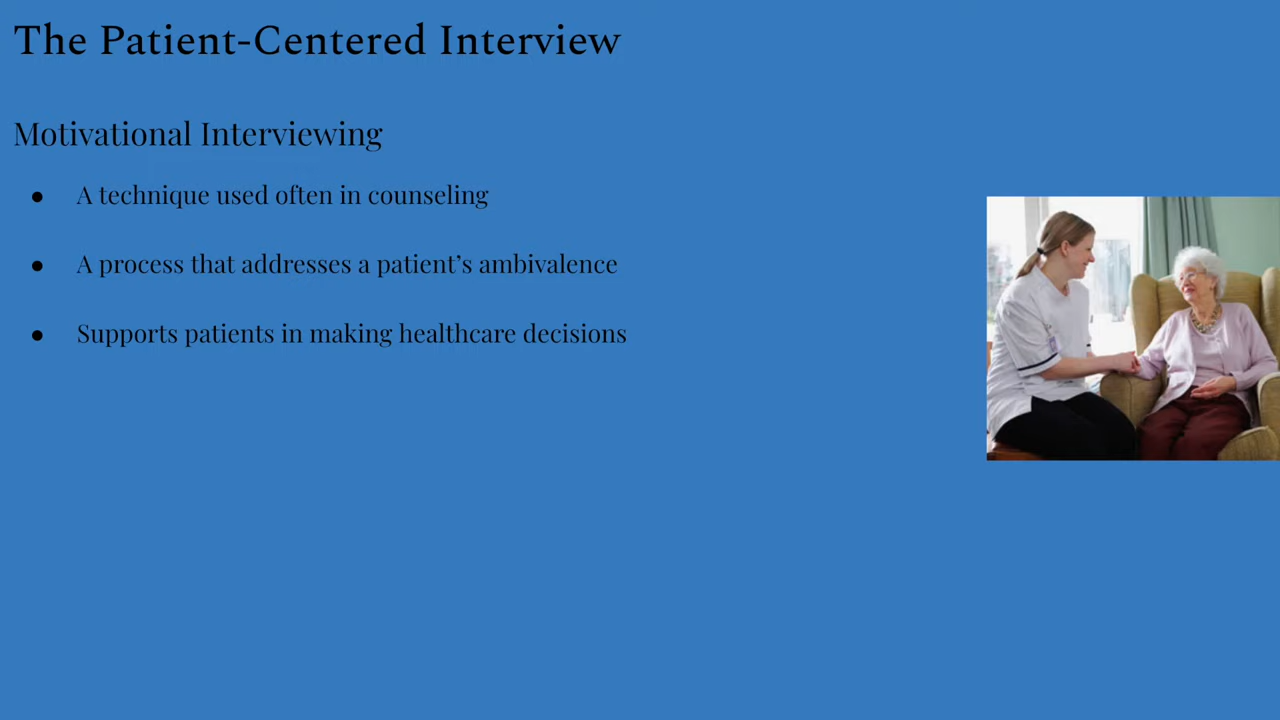 The Patient-Centered Interview
Motivational Interviewing
● A technique used often in counseling
● A process that addresses a patient’s ambivalence
● Supports patients in making healthcare decisions